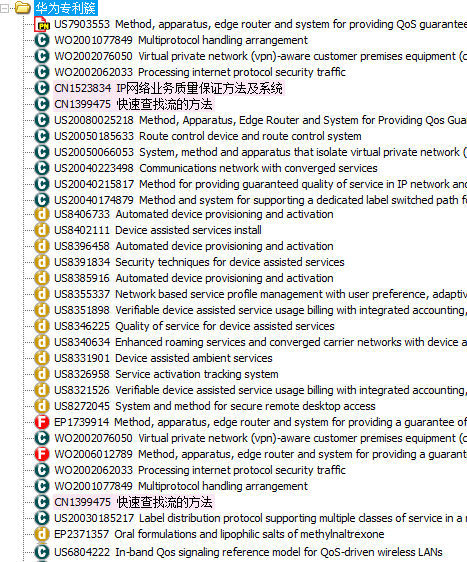 华为专利簇
US7903553 Method, apparatus, edge router and system for providing QoS guarantee
WO2001077849 Multiprotocol handling arrangement
WO2002076050 Virtual private network (vpn)-aware customer premises equipment (c
WO2002062033 Processing internet protocol security traffic
CN1523834 IP网络业务质量保证方法及系统
CN1399475 快速查找流的方法
US20080025218 Method, Apparatus, Edge Router and System for Providing Qos Gua
US20050185633 Route control device and route control system
US20050066053 System, method and apparatus that isolate virtual private network (
US20040223498 Communications network with converged services
US20040215817 Method for providing guaranteed quality of service in IP network and
US20040174879 Method and system for supporting a dedicated label switched path f
US8406733 Automated device provisioning and activation
US8402111 Device assisted services install
US8396458 Automated device provisioning and activation
US8391834 Security techniques for device assisted services
US8385916 Automated device provisioning and activation
US8355337 Network based service profile management with user preference, adaptiv
US8351898 Verifiable device assisted service usage billing with integrated accounting,
US8346225 Quality of service for device assisted services
US8340634 Enhanced roaming services and converged carrier networks with device a
US8331901 Device assisted ambient services
US8326958 Service activation tracking system
US8321526 Verifiable device assisted service usage billing with integrated accounting,
US8272045 System and method for secure remote desktop access
EP1739914 Method, apparatus, edge router and system for providing a guarantee of
WO2002076050 Virtual private network (vpn)-aware customer premises equipment (c
WO2006012789 Method, apparatus, edge router and system for providing a guarant
WO2002062033 Processing internet protocol security traffic
WO2001077849 Multiprotocol handling arrangement
CN1399475 快速查找流的方法
US20030185217 Label distribution protocol supporting multiple classes of service in a m
EP2371357 Oral formulations and lipophilic salts of methylnaltrexone
US6804222 In-band Qos signaling reference model for QoS-driven wireless LANs